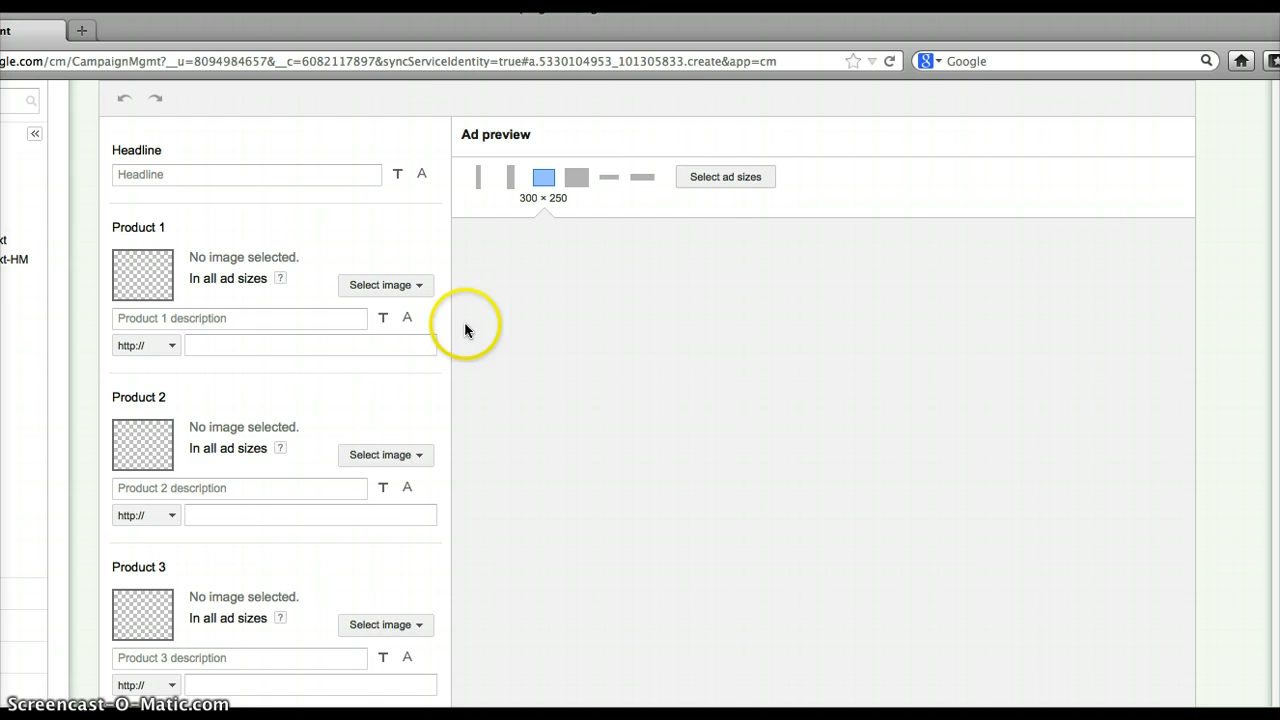 nt
gle.com/cm/CampaignMgmt?__u=8094984657&__c=6082117897&syncServiceIdentity=true#a.5330104953_101305833.create&app=cm
Google
Headline
Headline
T A
Ad preview
Select ad sizes
300 × 250
Product 1
No image selected.
In all ad sizes ?
Select image
Product 1 description
T A
http://
xt
xt-HM
Product 2
No image selected.
In all ad sizes ?
Select image
Product 2 description
T A
http://
Product 3
No image selected.
In all ad sizes ?
Select image
Product 3 description
T A
http://
Screencast-O-Matic.com